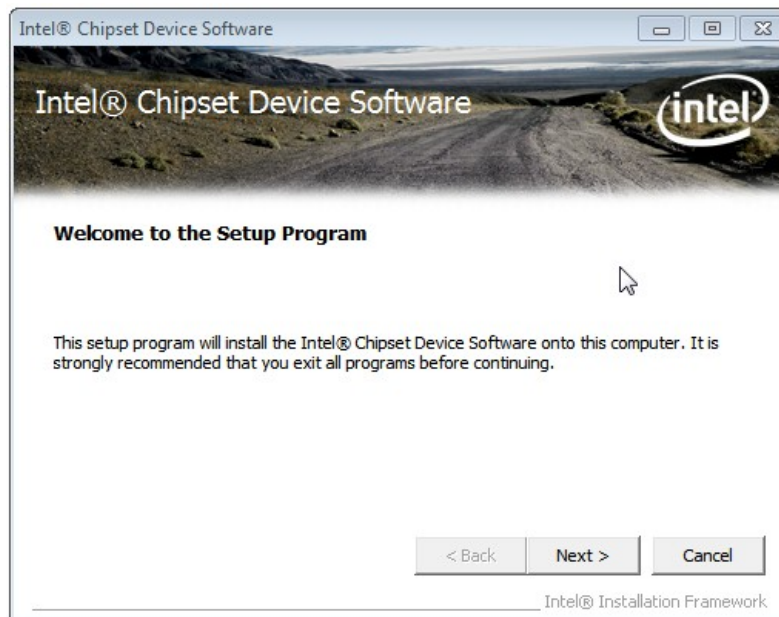 Intel® Chipset Device Software
Intel® Chipset Device Software
intel
Welcome to the Setup Program
This setup program will install the Intel® Chipset Device Software onto this computer. It is
strongly recommended that you exit all programs before continuing.
< Back Next > Cancel
Intel® Installation Framework